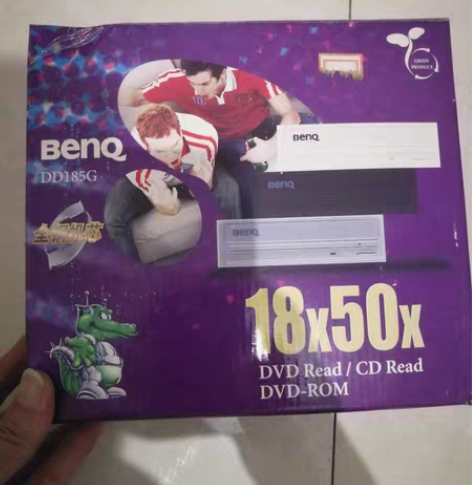 GREEN
PRODUCT
BenQ
DD185G
BenQ
BenQ
BenQ
18x50x
DVD Read / CD Read
DVD-ROM